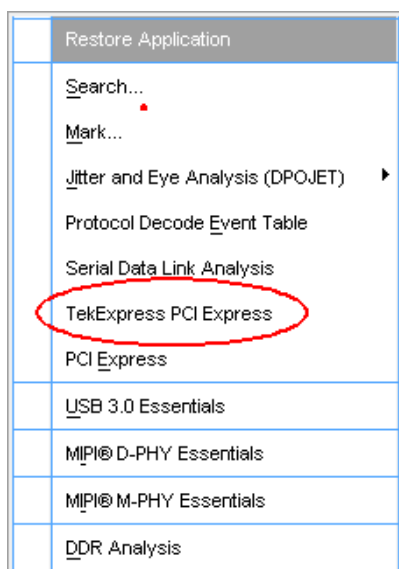 Restore Application
Search...
Mark...
Jitter and Eye Analysis (DPOJET)
Protocol Decode Event Table
Serial Data Link Analysis
TekExpress PCI Express
PCI Express
USB 3.0 Essentials
MIPI® D-PHY Essentials
MIPI® M-PHY Essentials
DDR Analysis